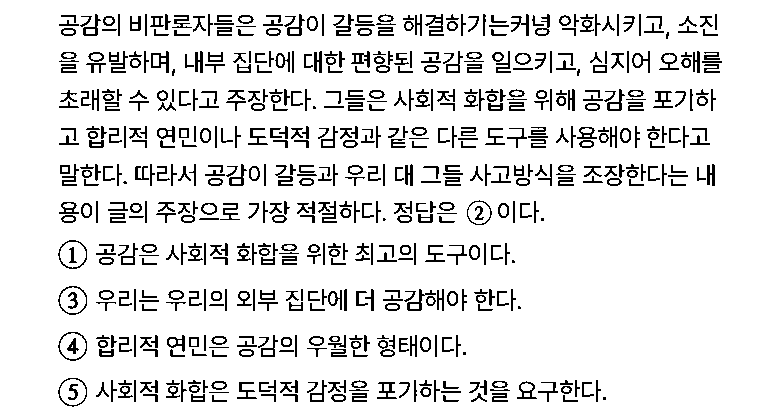 공감의 비판론자들은 공감이 갈등을 해결하기는커녕 악화시키고, 소진
을 유발하며, 내부 집단에 대한 편향된 공감을 일으키고, 심지어 오해를
초래할 수 있다고 주장한다. 그들은 사회적 화합을 위해 공감을 포기하
고 합리적 연민이나 도덕적 감정과 같은 다른 도구를 사용해야 한다고
말한다. 따라서 공감이 갈등과 우리 대 그들 사고방식을 조장한다는 내
용이 글의 주장으로 가장 적절하다. 정답은 ②이다.
① 공감은 사회적 화합을 위한 최고의 도구이다.
③ 우리는 우리의 외부 집단에 더 공감해야 한다.
④ 합리적 연민은 공감의 우월한 형태이다.
⑤ 사회적 화합은 도덕적 감정을 포기하는 것을 요구한다.